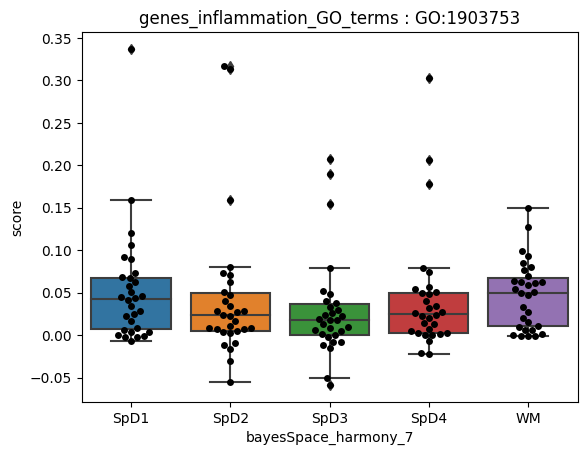 genes_inflammation_GO_terms : GO:1903753
0.35
0.30
0.25
0.20
0.15
0.10
0.05
0.00
−0.05
score
SpD1 SpD2 SpD3 SpD4 WM
bayesSpace_harmony_7